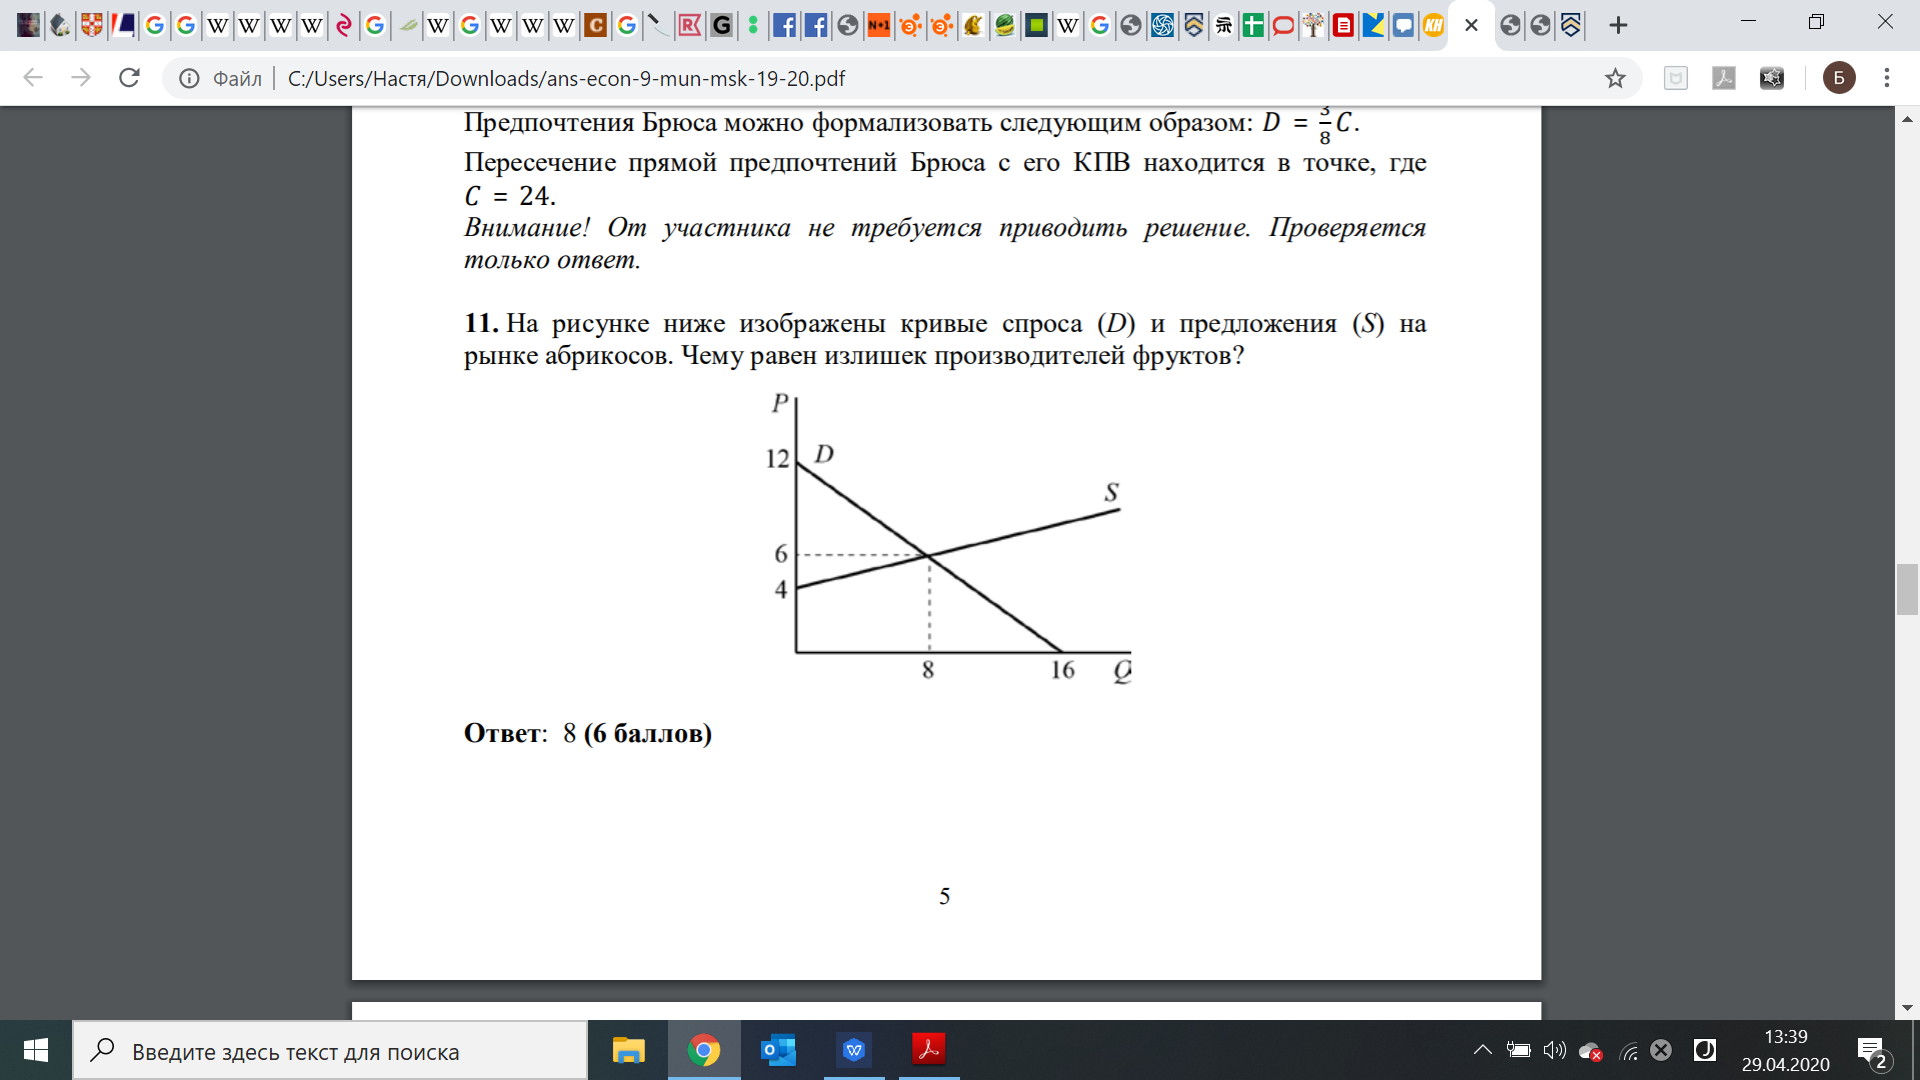 Файл
C:/Users/Настя/Downloads/ans-econ-9-mun-msk-19-20.pdf
Б
Предпочтения Брюса можно формализовать следующим образом: D = 3/8 C.
Пересечение прямой предпочтений Брюса с его КПВ находится в точке, где
C = 24.
Внимание! От участника не требуется приводить решение. Проверяется
только ответ.
11. На рисунке ниже изображены кривые спроса (D) и предложения (S) на
рынке абрикосов. Чему равен излишек производителей фруктов?
P
12
D
S
6
4
8
16
Q
Ответ: 8 (6 баллов)
5
Введите здесь текст для поиска
13:39
29.04.2020
2